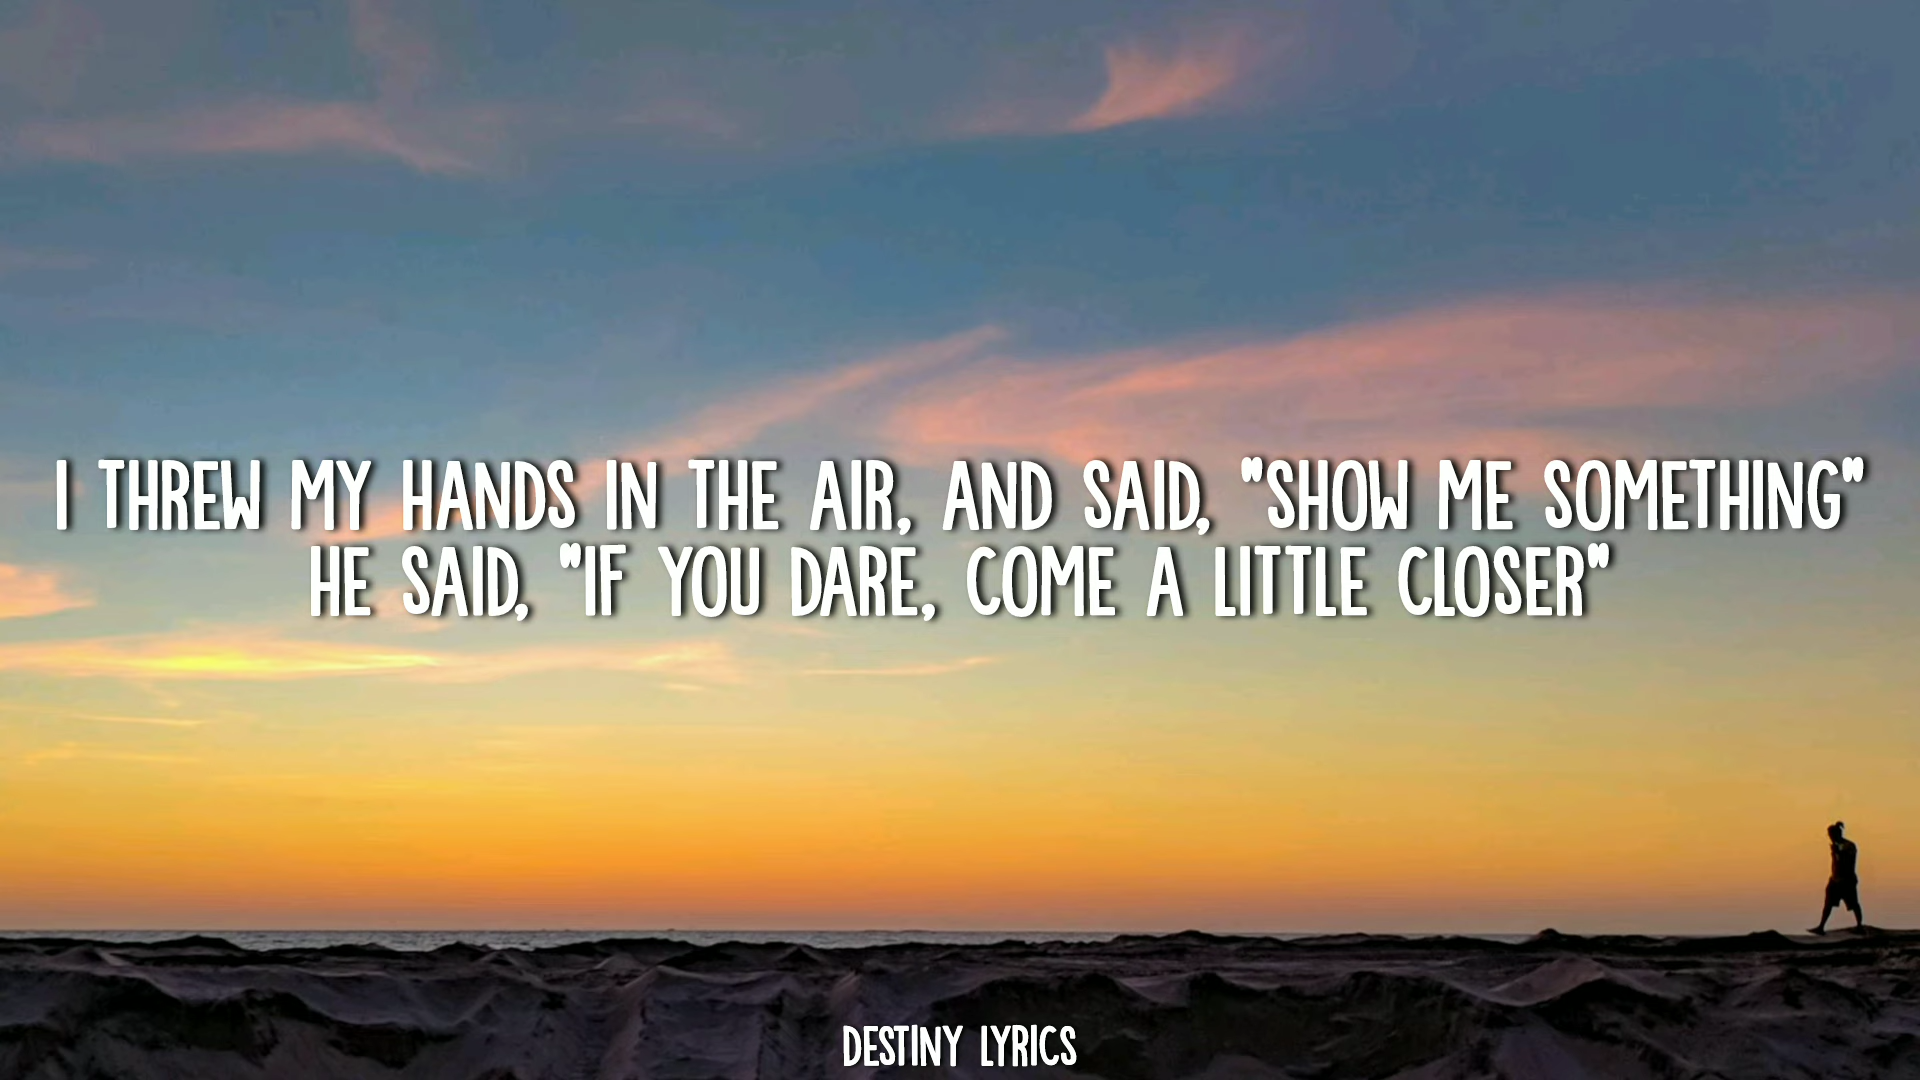 I THREW MY HANDS IN THE AIR, AND SAID, "SHOW ME SOMETHING"
HE SAID, "IF YOU DARE, COME A LITTLE CLOSER"
DESTINY LYRICS